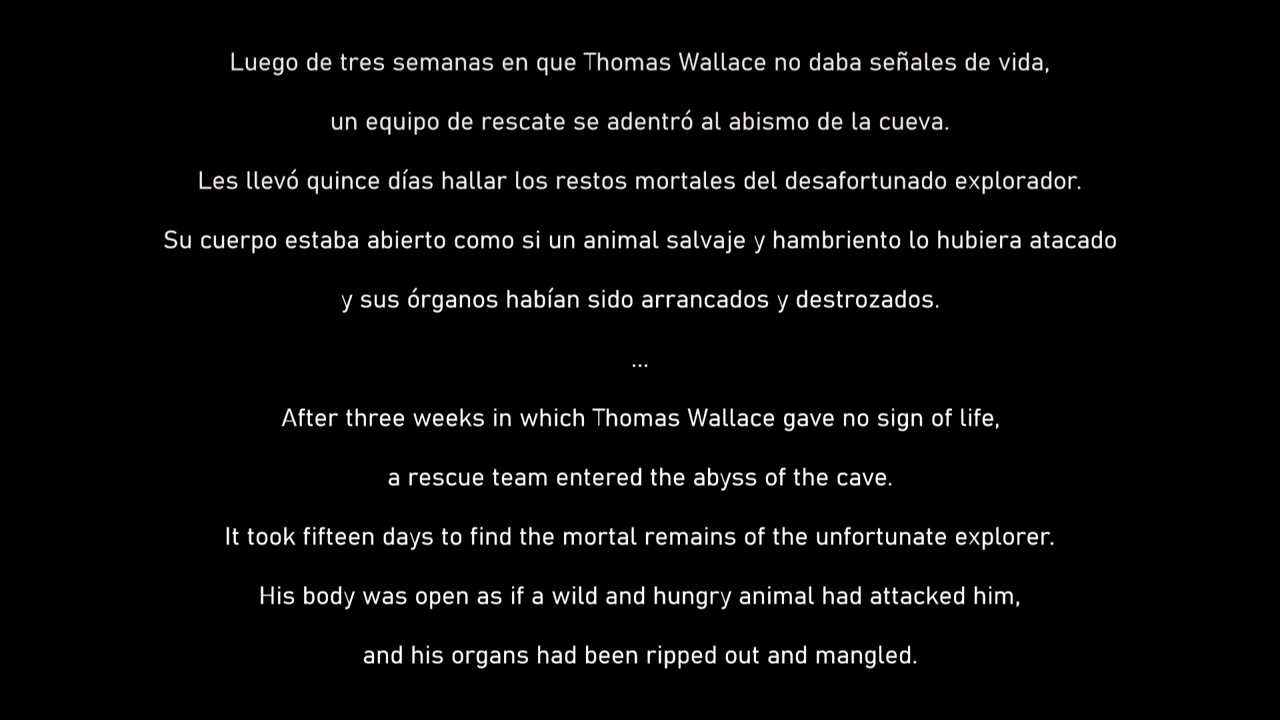 Luego de tres semanas en que Thomas Wallace no daba señales de vida,
un equipo de rescate se adentró al abismo de la cueva.
Les llevó quince días hallar los restos mortales del desafortunado explorador.
Su cuerpo estaba abierto como si un animal salvaje y hambriento lo hubiera atacado
y sus órganos habían sido arrancados y destrozados.
...
After three weeks in which Thomas Wallace gave no sign of life,
a rescue team entered the abyss of the cave.
It took fifteen days to find the mortal remains of the unfortunate explorer.
His body was open as if a wild and hungry animal had attacked him,
and his organs had been ripped out and mangled.